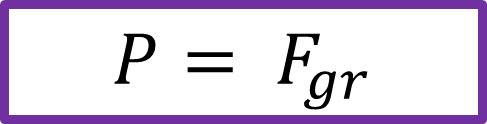 P = F_gr